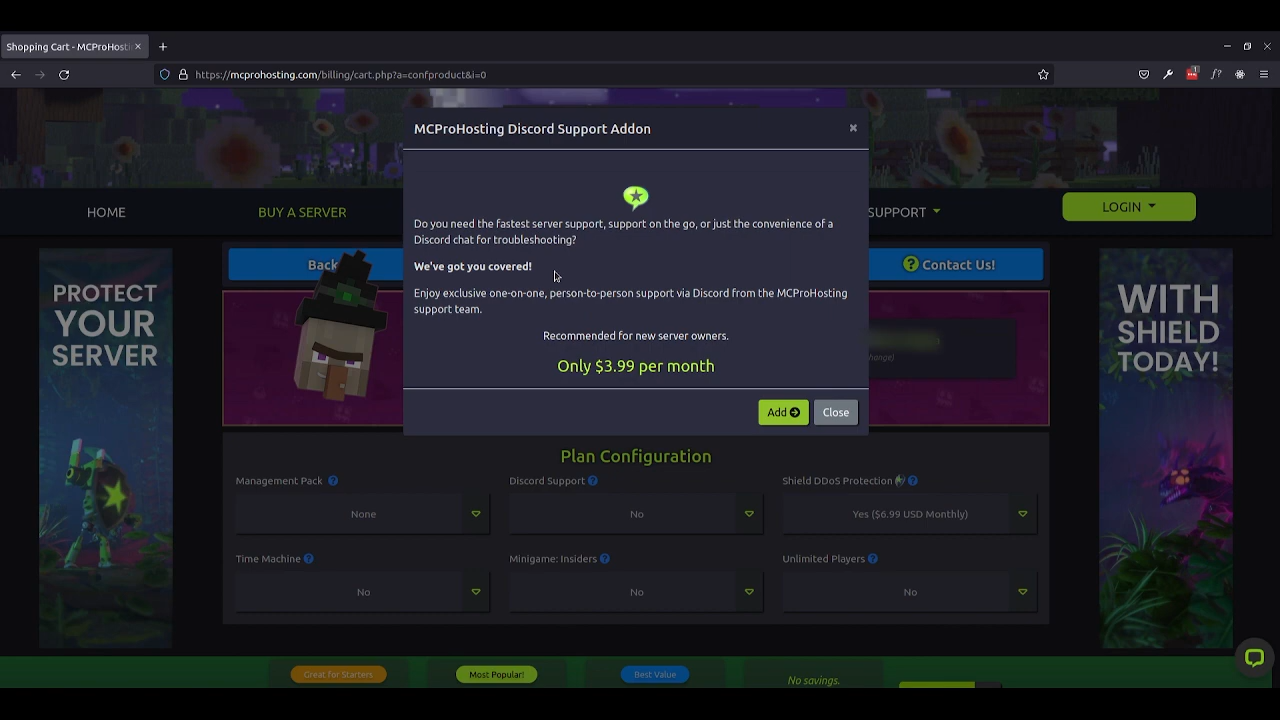 Shopping Cart - MCProHosti
https://mcprohosting.com/billing/cart.php?a=confproduct&i=0
1
MCProHosting Discord Support Addon
Do you need the fastest server support, support on the go, or just the convenience of a
Discord chat for troubleshooting?
We've got you covered!
Enjoy exclusive one-on-one, person-to-person support via Discord from the MCProHosting
support team.
Recommended for new server owners.
Only $3.99 per month
Add
Close
HOME
BUY A SERVER
SUPPORT
LOGIN
Back
? Contact Us!
PROTECT
YOUR
SERVER
WITH
SHIELD
TODAY!
Plan Configuration
Management Pack ?
Discord Support ?
Shield DDoS Protection ?
None
No
Yes ($6.99 USD Monthly)
Time Machine ?
Minigame: Insiders ?
Unlimited Players ?
No
No
No
Great for Starters
Most Popular!
Best Value
No savings.